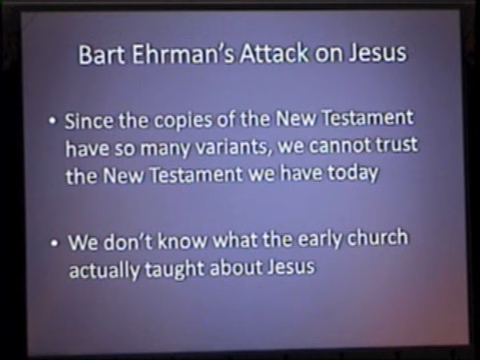 Bart Ehrman's Attack on Jesus
• Since the copies of the New Testament
have so many variants, we cannot trust
the New Testament we have today
• We don't know what the early church
actually taught about Jesus